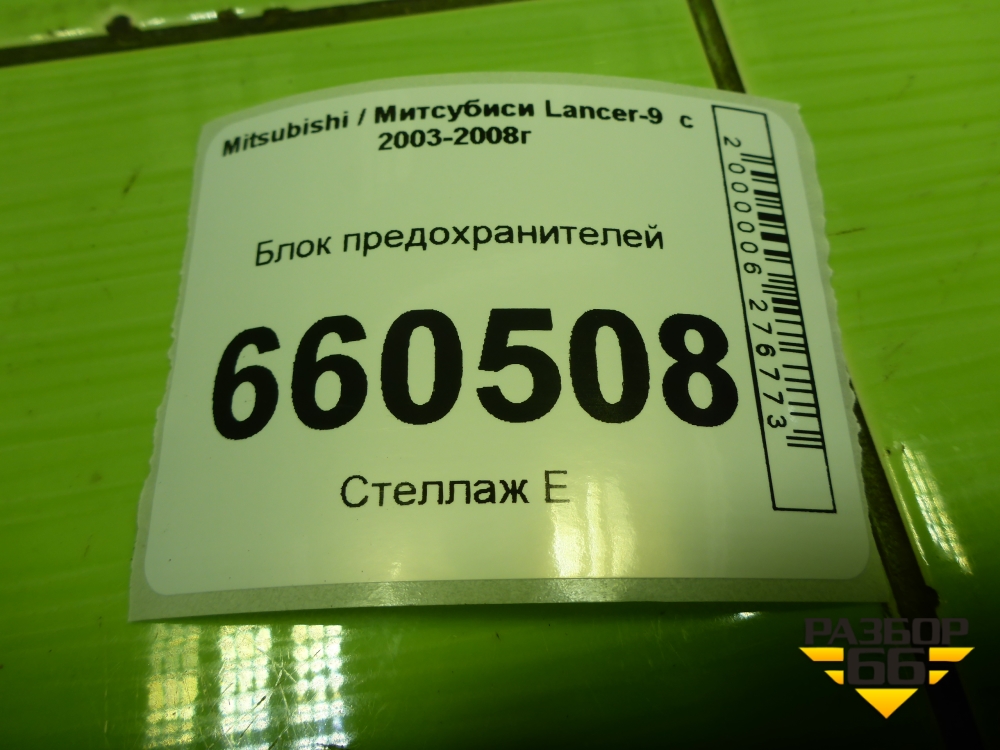 Mitsubishi / Митсубиси Lancer-9 с
2003-2008г
Блок предохранителей
660508
Стеллаж Е
2000006276773
РАЗБОР
66